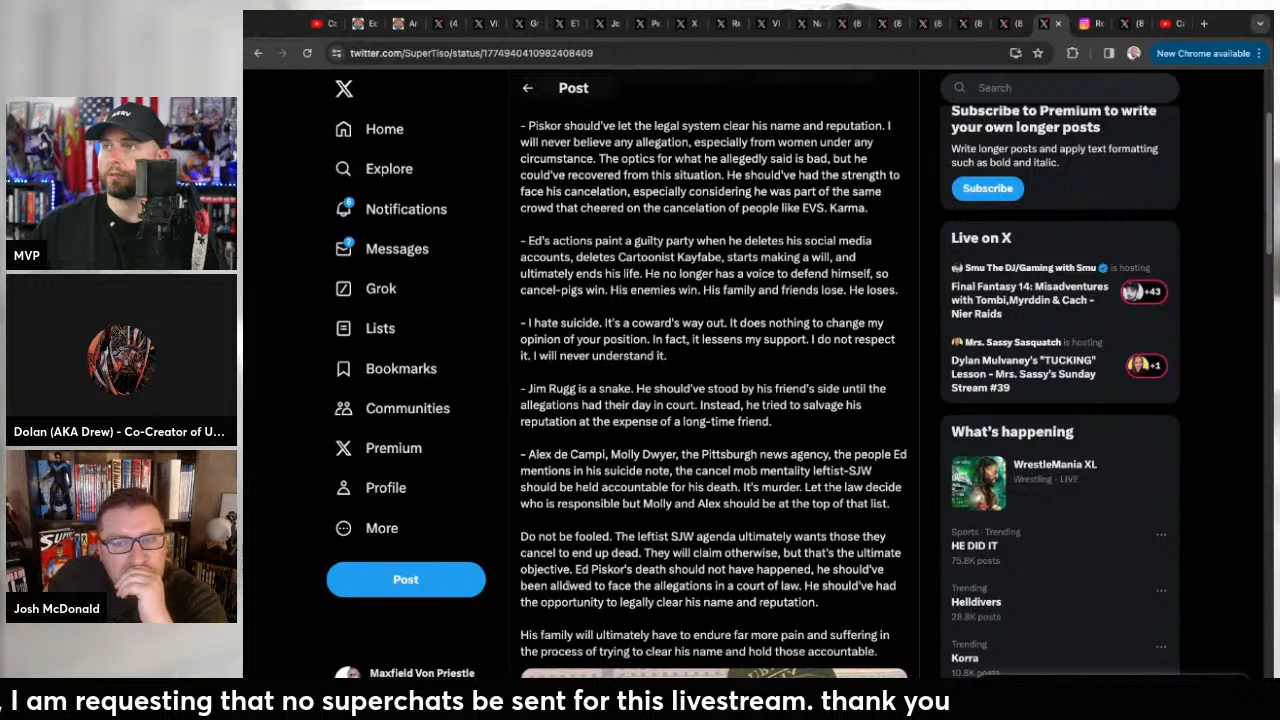 twitter.com/SuperTiso/status/1774940410982408409
New Chrome available
Home
Explore
Notifications
Messages
Grok
Lists
Bookmarks
Communities
Premium
Profile
More
Post
Maxfield Von Priestle
Post
- Piskor should've let the legal system clear his name and reputation. I
will never believe any allegation, especially from women under any
circumstance. The optics for what he allegedly said is bad, but he
could've recovered from this situation. He should've had the strength to
face his cancelation, especially considering he was part of the same
crowd that cheered on the cancelation of people like EVS. Karma.
- Ed's actions paint a guilty party when he deletes his social media
accounts, deletes Cartoonist Kayfabe, starts making a will, and
ultimately ends his life. He no longer has a voice to defend himself, so
cancel-pigs win. His enemies win. His family and friends lose. He loses.
- I hate suicide. It's a coward's way out. It does nothing to change my
opinion of your position. In fact, it lessens my support. I do not respect
it. I will never understand it.
- Jim Rugg is a snake. He should've stood by his friend's side until the
allegations had their day in court. Instead, he tried to salvage his
reputation at the expense of a long-time friend.
- Alex de Campi, Molly Dwyer, the Pittsburgh news agency, the people Ed
mentions in his suicide note, the cancel mob mentality leftist-SJW
should be held accountable for his death. It's murder. Let the law decide
who is responsible but Molly and Alex should be at the top of that list.
Do not be fooled. The leftist SJW agenda ultimately wants those they
cancel to end up dead. They will claim otherwise, but that's the ultimate
objective. Ed Piskor's death should not have happened, he should've
been allowed to face the allegations in a court of law. He should've had
the opportunity to legally clear his name and reputation.
His family will ultimately have to endure far more pain and suffering in
the process of trying to clear his name and hold those accountable.
Search
Subscribe to Premium to write
your own longer posts
Write longer posts and apply text formatting
such as bold and italic.
Subscribe
Live on X
Smu The DJ/Gaming with Smu is hosting
Final Fantasy 14: Misadventures
with Tombi,Myrddin & Cach -
Nier Raids
+43
Mrs. Sassy Sasquatch is hosting
Dylan Mulvaney's "TUCKING"
Lesson - Mrs. Sassy's Sunday
Stream #39
+1
What's happening
WrestleMania XL
Wrestling · LIVE
Sports · Trending
HE DID IT
75.8K posts
Trending
Helldivers
28.8K posts
Trending
Korra
10.8K posts
MVP
Dolan (AKA Drew) - Co-Creator of U...
SUPER
Josh McDonald
, I am requesting that no superchats be sent for this livestream. thank you